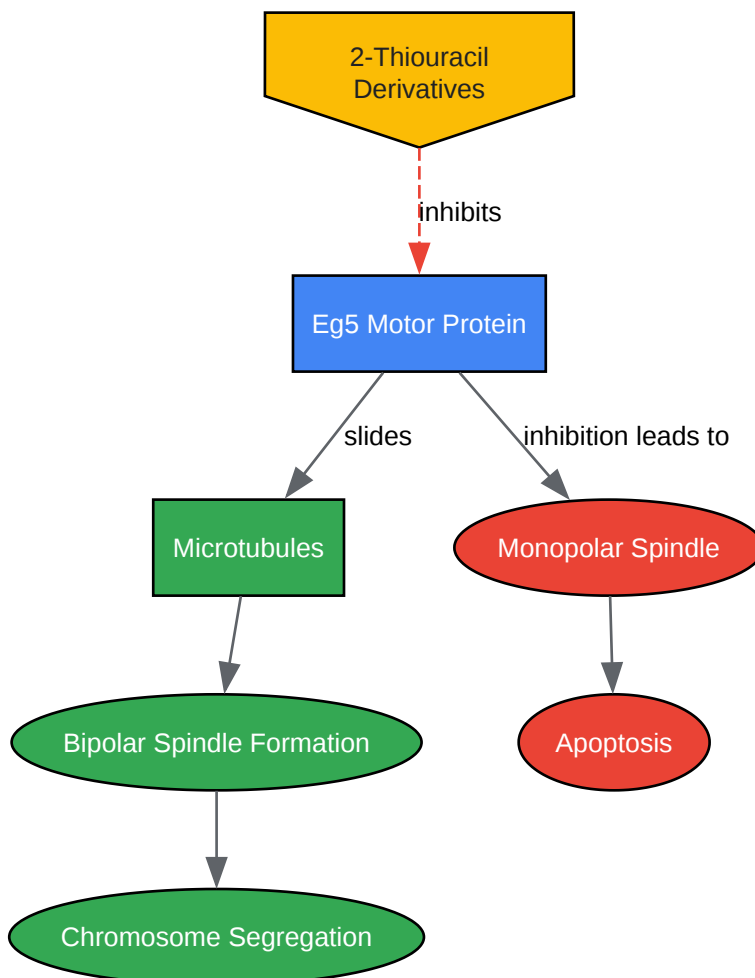 2-Thiouracil
Derivatives
inhibits
Eg5 Motor Protein
slides
inhibition leads to
Microtubules
Monopolar Spindle
Bipolar Spindle Formation
Apoptosis
Chromosome Segregation